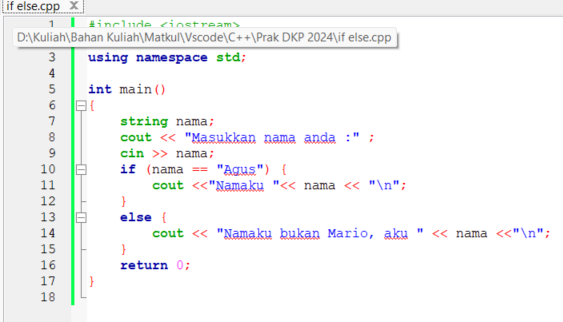 if else.cpp X
1 #include <iostream>
D:\Kuliah\Bahan Kuliah\Matkul\Vscode\C++\Prak DKP 2024\if else.cpp
3 using namespace std;
4
5 int main()
6 {
7 string nama;
8 cout << "Masukkan nama anda :" ;
9 cin >> nama;
10 if (nama == "Agus") {
11 cout <<"Namaku "<< nama << "\n";
12 }
13 else {
14 cout << "Namaku bukan Mario, aku " << nama <<"\n";
15 }
16 return 0;
17 }
18